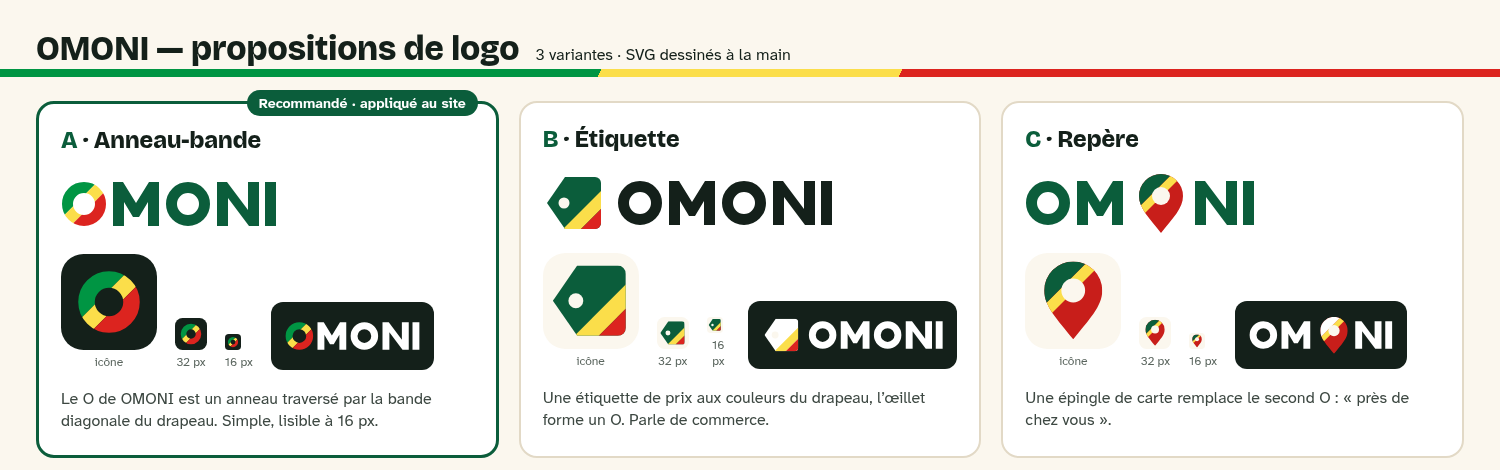 OMONI — propositions de logo 3 variantes · SVG dessinés à la main
Recommandé · appliqué au site
A · Anneau-bande
OMONI
OMONI
icône 32 px 16 px
Le O de OMONI est un anneau traversé par la bande
diagonale du drapeau. Simple, lisible à 16 px.
B · Étiquette
OMONI
OMONI
icône 32 px 16
px
Une étiquette de prix aux couleurs du drapeau, l’œillet
forme un O. Parle de commerce.
C · Repère
OM NI
OM NI
icône 32 px 16 px
Une épingle de carte remplace le second O : « près de
chez vous ».